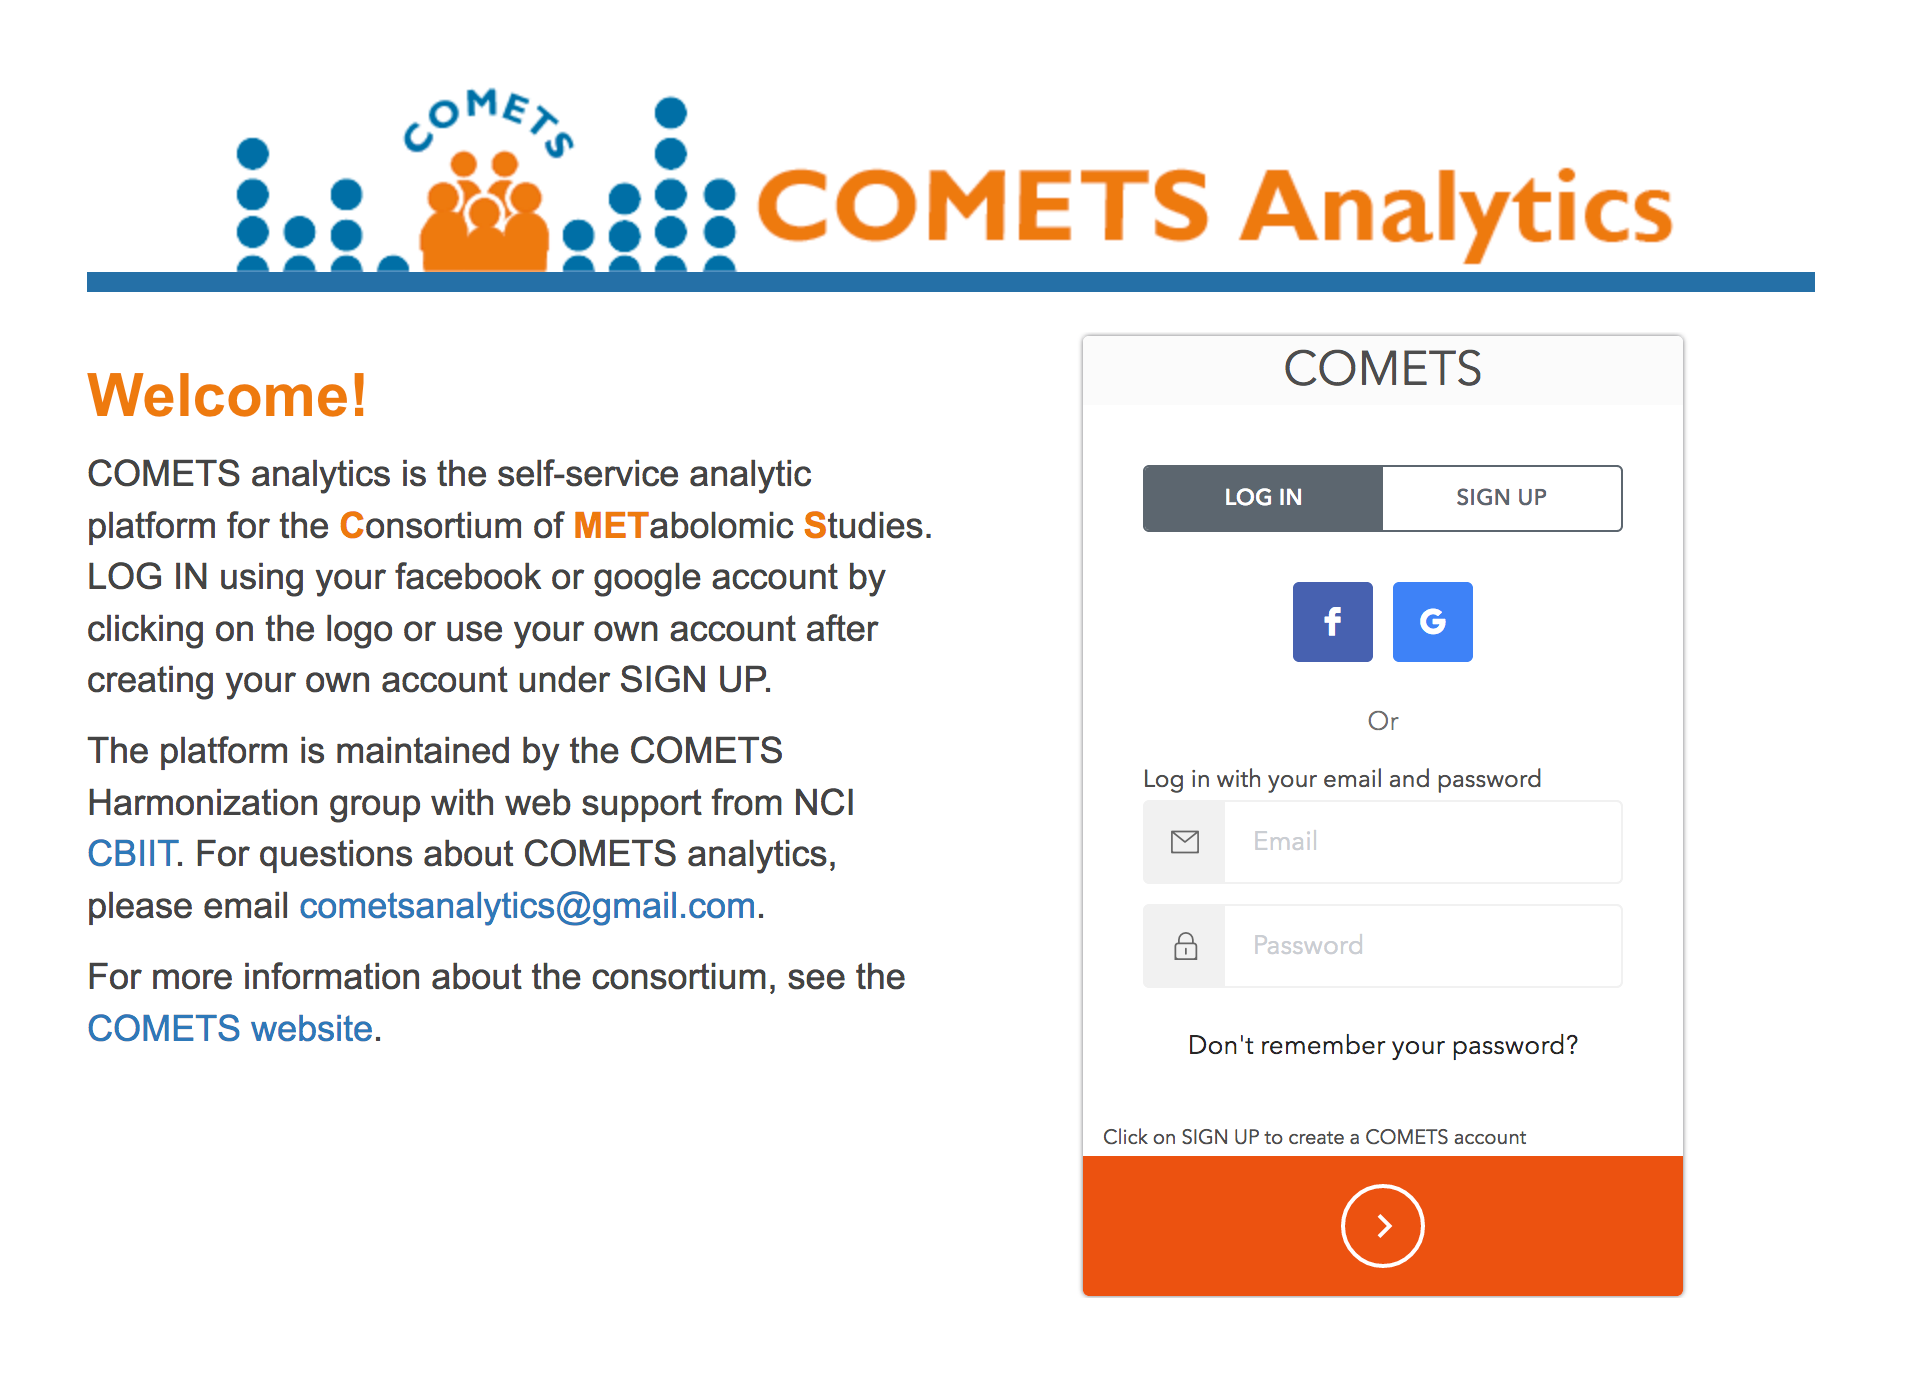 COMETS
COMETS Analytics
Welcome!
COMETS analytics is the self-service analytic
platform for the Consortium of METabolomic Studies.
LOG IN using your facebook or google account by
clicking on the logo or use your own account after
creating your own account under SIGN UP.
The platform is maintained by the COMETS
Harmonization group with web support from NCI
CBIIT. For questions about COMETS analytics,
please email cometsanalytics@gmail.com.
For more information about the consortium, see the
COMETS website.
COMETS
LOG IN SIGN UP
f G
Or
Log in with your email and password
Email
Password
Don't remember your password?
Click on SIGN UP to create a COMETS account